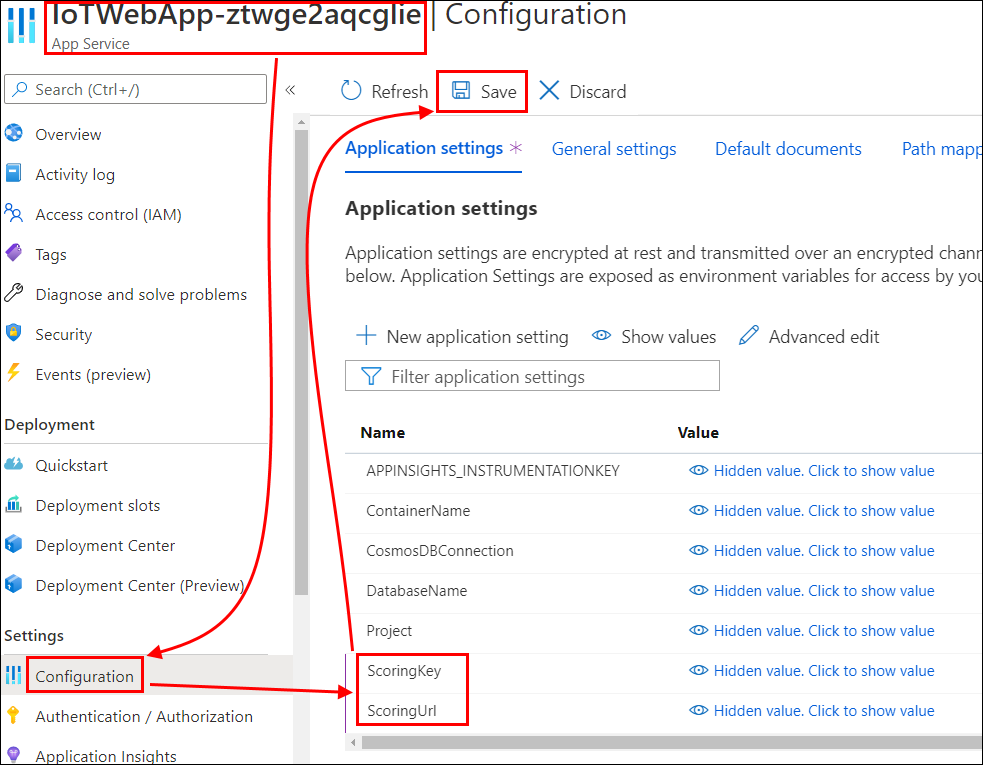 IoTWebApp-ztwge2aqcglie | Configuration
App Service
Search (Ctrl+/)
«
Refresh
Save
Discard
Overview
Activity log
Access control (IAM)
Tags
Diagnose and solve problems
Security
Events (preview)
Deployment
Quickstart
Deployment slots
Deployment Center
Deployment Center (Preview)
Settings
Configuration
Authentication / Authorization
Application Insights
Application settings *
General settings
Default documents
Path mapp
Application settings
Application settings are encrypted at rest and transmitted over an encrypted chann
below. Application Settings are exposed as environment variables for access by you
New application setting
Show values
Advanced edit
Filter application settings
Name Value
APPINSIGHTS_INSTRUMENTATIONKEY Hidden value. Click to show value
ContainerName Hidden value. Click to show value
CosmosDBConnection Hidden value. Click to show value
DatabaseName Hidden value. Click to show value
Project Hidden value. Click to show value
ScoringKey Hidden value. Click to show value
ScoringUrl Hidden value. Click to show value